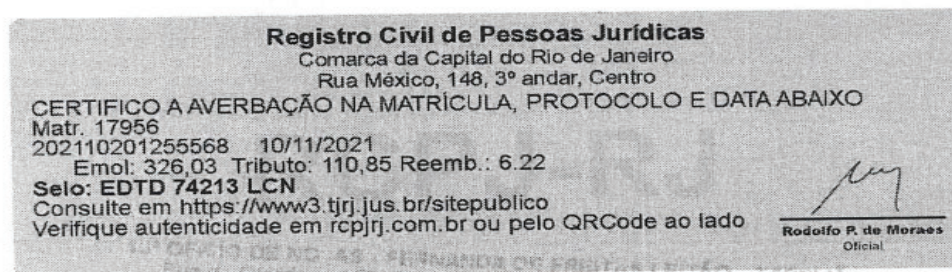 Registro Civil de Pessoas Jurídicas
Comarca da Capital do Rio de Janeiro
Rua México, 148, 3º andar, Centro
CERTIFICO A AVERBAÇÃO NA MATRÍCULA, PROTOCOLO E DATA ABAIXO
Matr. 17956
202110201255568 10/11/2021
Emol: 326,03 Tributo: 110,85 Reemb.: 6.22
Selo: EDTD 74213 LCN
Consulte em https://www3.tjrj.jus.br/sitepublico
Verifique autenticidade em rcpjrj.com.br ou pelo QRCode ao lado
Rodolfo P. de Moraes
Oficial